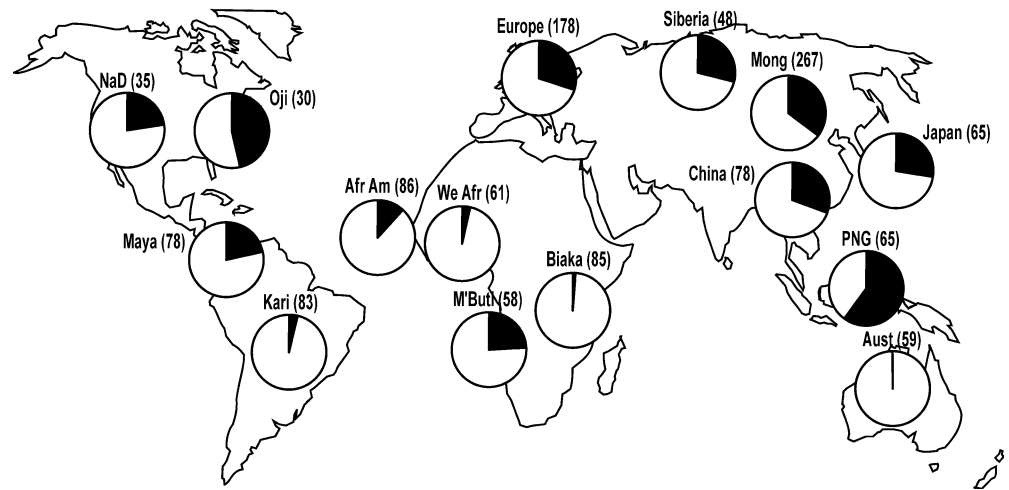 Europe (178)
Siberia (48)
Mong (267)
NaD (35)
Oji (30)
Japan (65)
China (78)
Afr Am (86)
We Afr (61)
Maya (78)
PNG (65)
Biaka (85)
Kari (83)
M'Buti (58)
Aust (59)